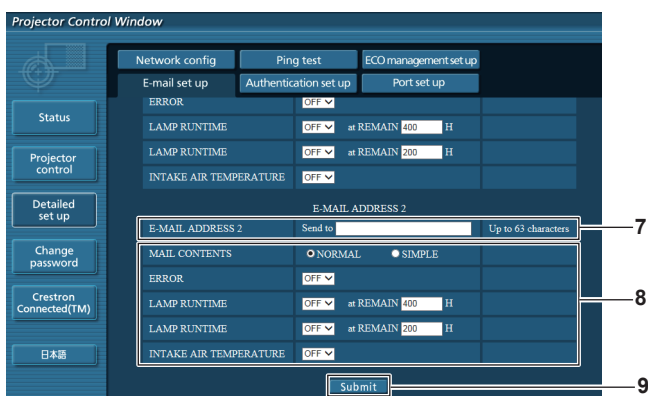 Projector Control Window
Network config Ping test ECO management set up
E-mail set up Authentication set up Port set up
Status
Projector control
Detailed set up
Change password
Crestron Connected(TM)
日本語
ERROR OFF
LAMP RUNTIME OFF at REMAIN 400 H
LAMP RUNTIME OFF at REMAIN 200 H
INTAKE AIR TEMPERATURE OFF
E-MAIL ADDRESS 2
E-MAIL ADDRESS 2 Send to Up to 63 characters 7
MAIL CONTENTS NORMAL SIMPLE
ERROR OFF
LAMP RUNTIME OFF at REMAIN 400 H 8
LAMP RUNTIME OFF at REMAIN 200 H
INTAKE AIR TEMPERATURE OFF
Submit 9